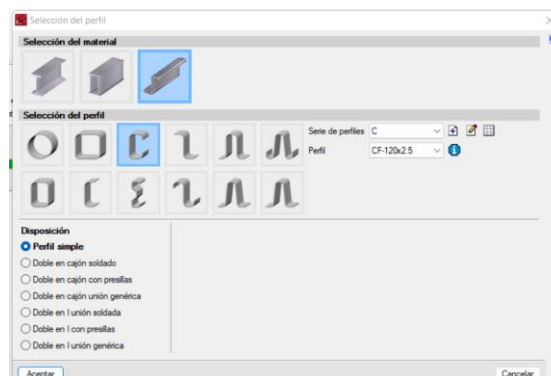 Selección del perfil
Selección del material
Selección del perfil
Serie de perfiles C
Perfil CF-120x2.5
Disposición
Perfil simple
Doble en cajón soldado
Doble en cajón con presillas
Doble en cajón unión genérica
Doble en I unión soldada
Doble en I con presillas
Doble en I unión genérica
Aceptar Cancelar